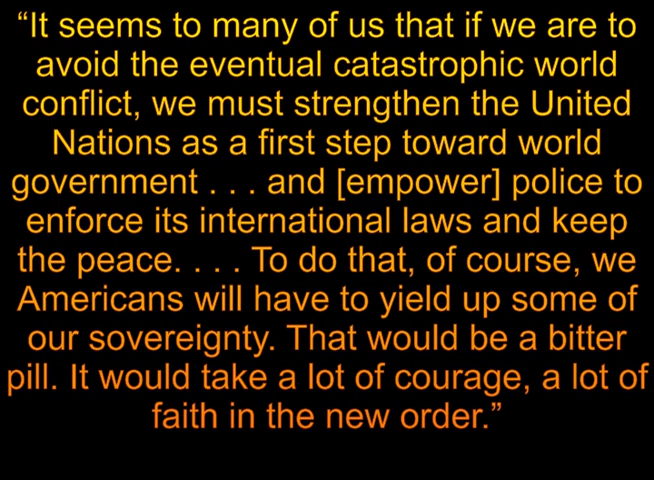 “It seems to many of us that if we are to
avoid the eventual catastrophic world
conflict, we must strengthen the United
Nations as a first step toward world
government . . . and [empower] police to
enforce its international laws and keep
the peace. . . . To do that, of course, we
Americans will have to yield up some of
our sovereignty. That would be a bitter
pill. It would take a lot of courage, a lot of
faith in the new order.”